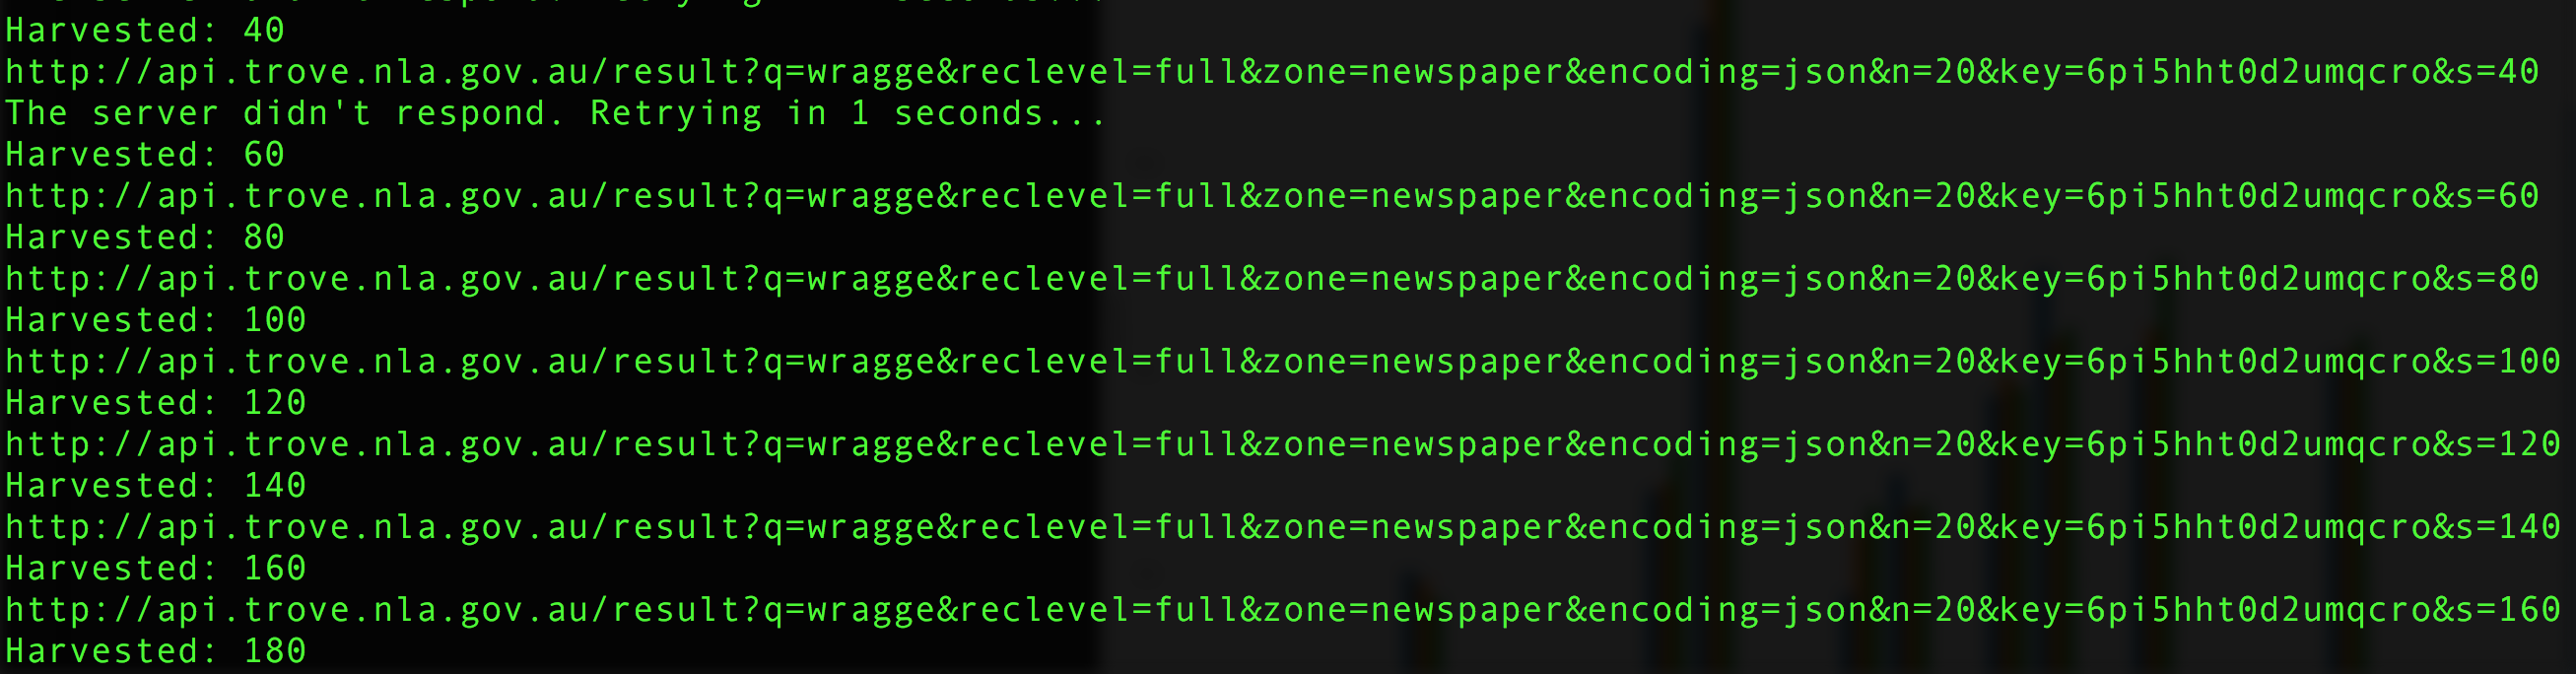 Harvested: 40
http://api.trove.nla.gov.au/result?q=wragge&reclevel=full&zone=newspaper&encoding=json&n=20&key=6pi5hht0d2umqcro&s=40
The server didn't respond. Retrying in 1 seconds...
Harvested: 60
http://api.trove.nla.gov.au/result?q=wragge&reclevel=full&zone=newspaper&encoding=json&n=20&key=6pi5hht0d2umqcro&s=60
Harvested: 80
http://api.trove.nla.gov.au/result?q=wragge&reclevel=full&zone=newspaper&encoding=json&n=20&key=6pi5hht0d2umqcro&s=80
Harvested: 100
http://api.trove.nla.gov.au/result?q=wragge&reclevel=full&zone=newspaper&encoding=json&n=20&key=6pi5hht0d2umqcro&s=100
Harvested: 120
http://api.trove.nla.gov.au/result?q=wragge&reclevel=full&zone=newspaper&encoding=json&n=20&key=6pi5hht0d2umqcro&s=120
Harvested: 140
http://api.trove.nla.gov.au/result?q=wragge&reclevel=full&zone=newspaper&encoding=json&n=20&key=6pi5hht0d2umqcro&s=140
Harvested: 160
http://api.trove.nla.gov.au/result?q=wragge&reclevel=full&zone=newspaper&encoding=json&n=20&key=6pi5hht0d2umqcro&s=160
Harvested: 180